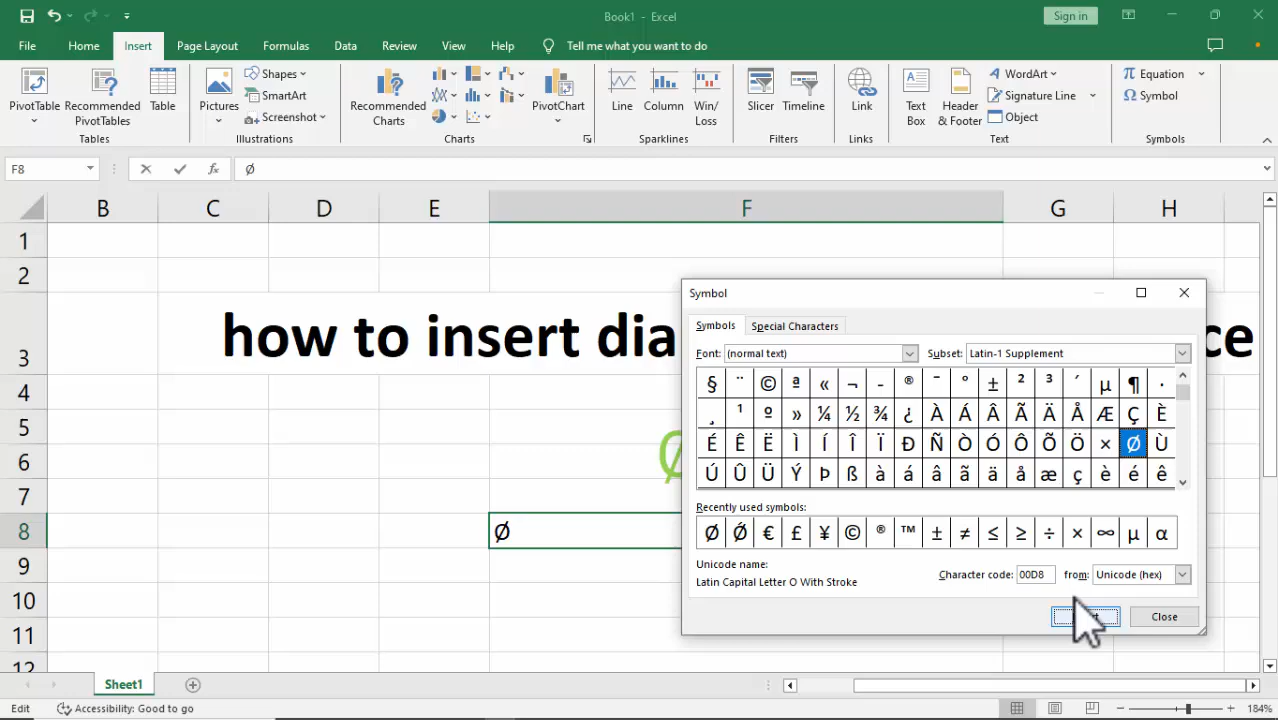 Book1 - Excel
Sign in
File Home Insert Page Layout Formulas Data Review View Help Tell me what you want to do
PivotTable
Recommended PivotTables
Table
Tables
Pictures
Shapes
SmartArt
Screenshot
Illustrations
Recommended Charts
PivotChart
Charts
Line
Column
Win/
Loss
Sparklines
Slicer
Timeline
Filters
Link
Links
Text
Box
Header
& Footer
WordArt
Signature Line
Object
Text
Equation
Symbol
Symbols
F8 fx Ø
B C D E F G H
1
2
3 how to insert dia ce
4
5
6 Ø
7
8 Ø
9
10
11
12
Symbol
Symbols Special Characters
Font: (normal text) Subset: Latin-1 Supplement
§ ¨ © ª « ¬ - ® ¯ ° ± ² ³ ´ µ ¶ ·
¸ ¹ º » ¼ ½ ¾ ¿ À Á Â Ã Ä Å Æ Ç È
É Ê Ë Ì Í Î Ï Ð Ñ Ò Ó Ô Õ Ö × Ø Ù
Ú Û Ü Ý Þ ß à á â ã ä å æ ç è é ê
Recently used symbols:
Ø Ǿ € £ ¥ © ® ™ ± ≠ ≤ ≥ ÷ × ∞ µ α
Unicode name:
Latin Capital Letter O With Stroke
Character code: 00D8 from: Unicode (hex)
Close
Sheet1
Edit Accessibility: Good to go 184%